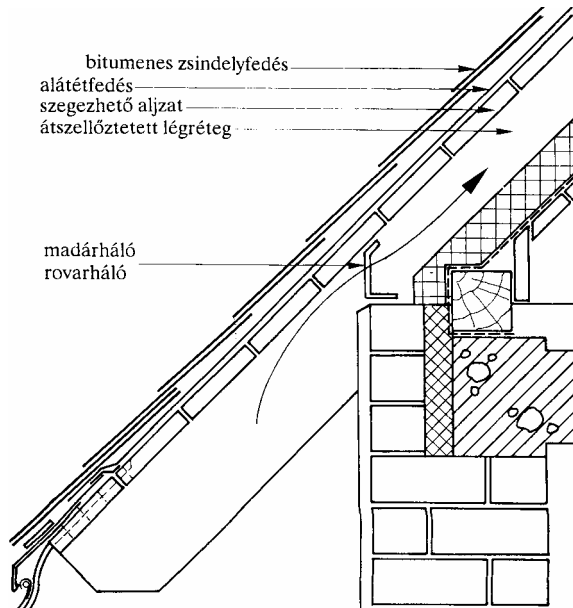 bitumenes zsindelyfedés
alátétfedés
szegezhető aljzat
átszellőztetett légréteg
madárháló
rovarháló